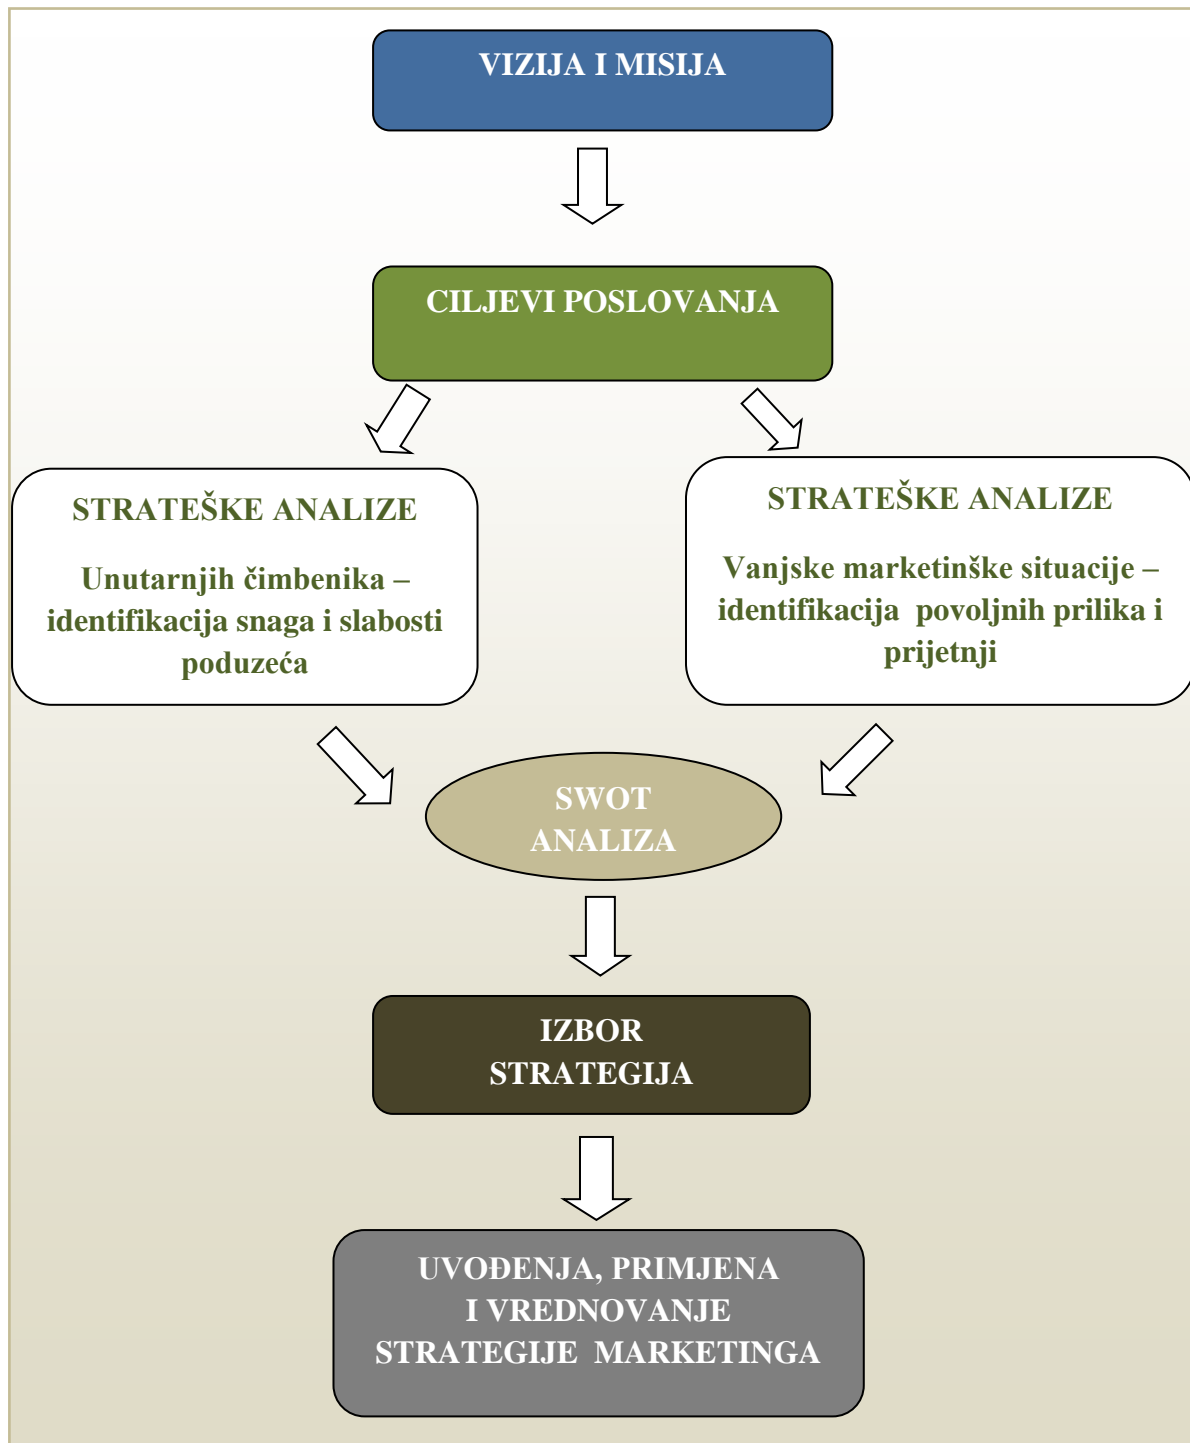 VIZIJA I MISIJA
CILJEVI POSLOVANJA
STRATEŠKE ANALIZE
Unutarnjih čimbenika –
identifikacija snaga i slabosti
poduzeća
STRATEŠKE ANALIZE
Vanjske marketinške situacije –
identifikacija povoljnih prilika i
prijetnji
SWOT
ANALIZA
IZBOR
STRATEGIJA
UVOĐENJA, PRIMJENA
I VREDNOVANJE
STRATEGIJE MARKETINGA